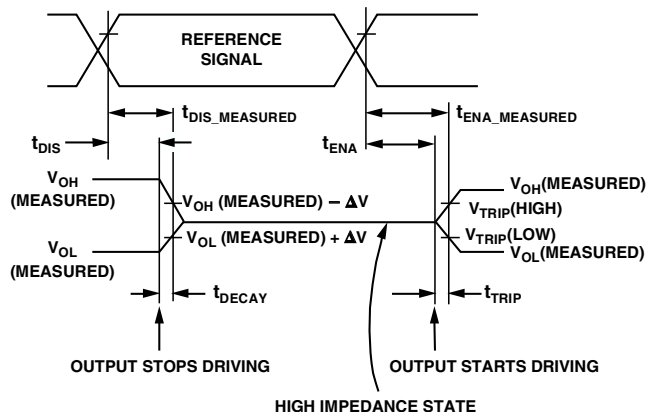 REFERENCE
SIGNAL
tDIS_MEASURED
tENA_MEASURED
tDIS
tENA
VOH
(MEASURED)
VOH (MEASURED) – ΔV
VOH(MEASURED)
VTRIP(HIGH)
VOL
(MEASURED)
VOL (MEASURED) + ΔV
VTRIP(LOW)
VOL(MEASURED)
tDECAY
tTRIP
OUTPUT STOPS DRIVING
OUTPUT STARTS DRIVING
HIGH IMPEDANCE STATE